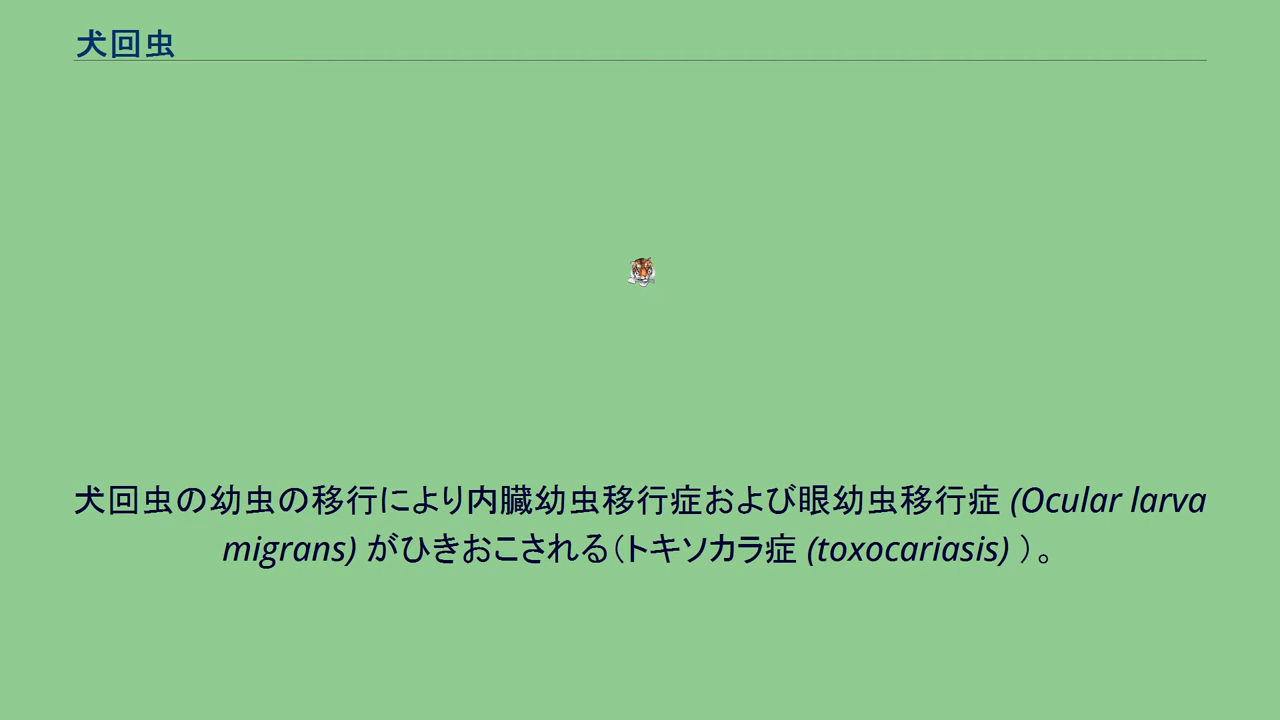 犬回虫
犬回虫の幼虫の移行により内臓幼虫移行症および眼幼虫移行症 (Ocular larva
migrans) がひきおこされる（トキソカラ症 (toxocariasis) ）。